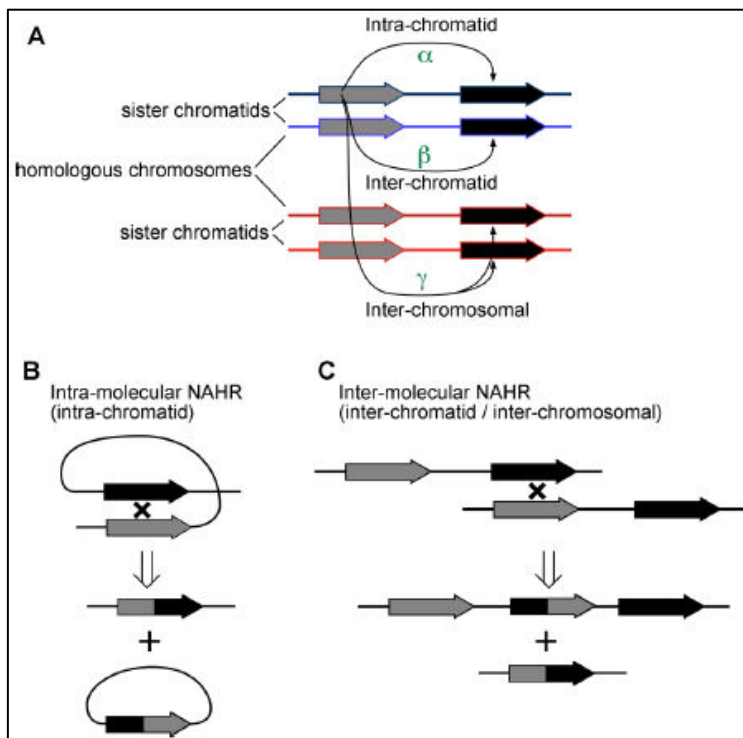 A
Intra-chromatid
α
sister chromatids
β
homologous chromosomes
Inter-chromatid
sister chromatids
γ
Inter-chromosomal
B
Intra-molecular NAHR
(intra-chromatid)
C
Inter-molecular NAHR
(inter-chromatid / inter-chromosomal)
+
+